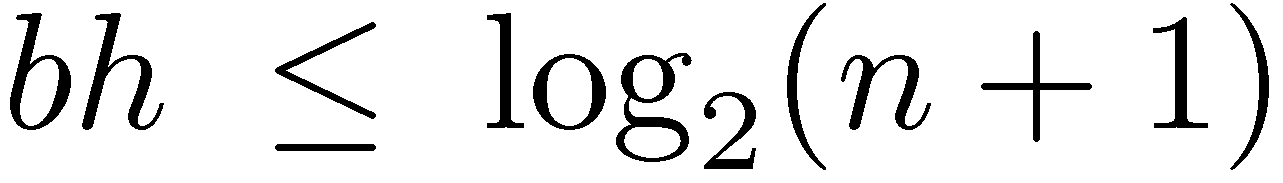 bh ≤ log₂(n + 1)